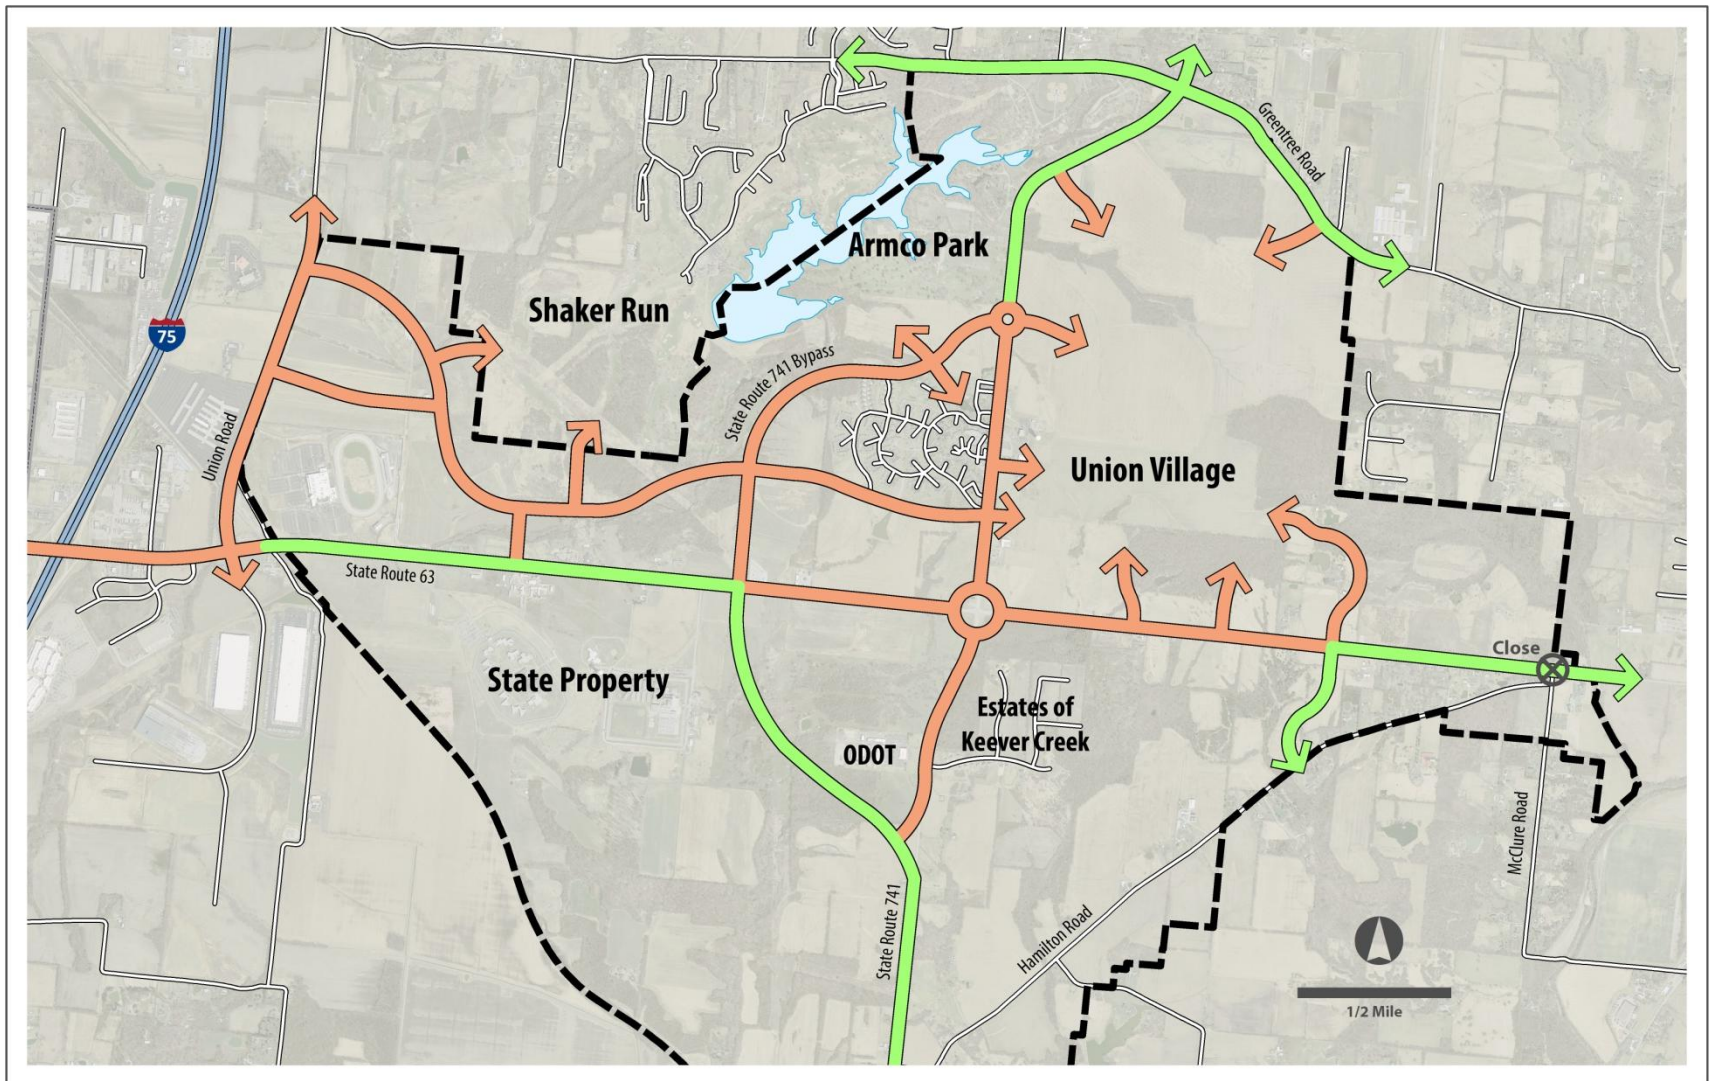 Greentree Road
Armco Park
Shaker Run
75
State Route 741 Bypass
Union Road
Union Village
State Route 63
Close
State Property
Estates of
Keever Creek
ODOT
McClure Road
State Route 741
Hamilton Road
1/2 Mile